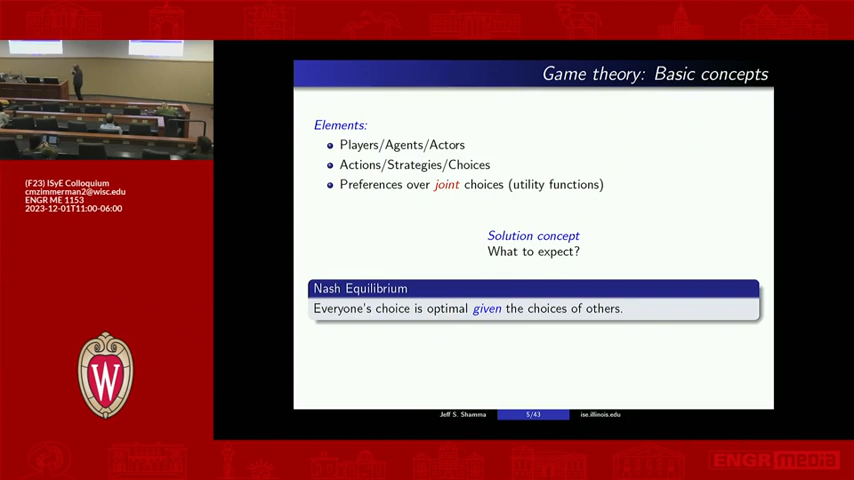 Game theory: Basic concepts
Elements:
Players/Agents/Actors
Actions/Strategies/Choices
Preferences over joint choices (utility functions)
Solution concept
What to expect?
Nash Equilibrium
Everyone's choice is optimal given the choices of others.
Jeff S. Shamma
5/43
ise.illinois.edu
(F23) ISyE Colloquium
cmzimmerman2@wisc.edu
ENGR ME 1153
2023-12-01T11:00-06:00
W
ENGR media